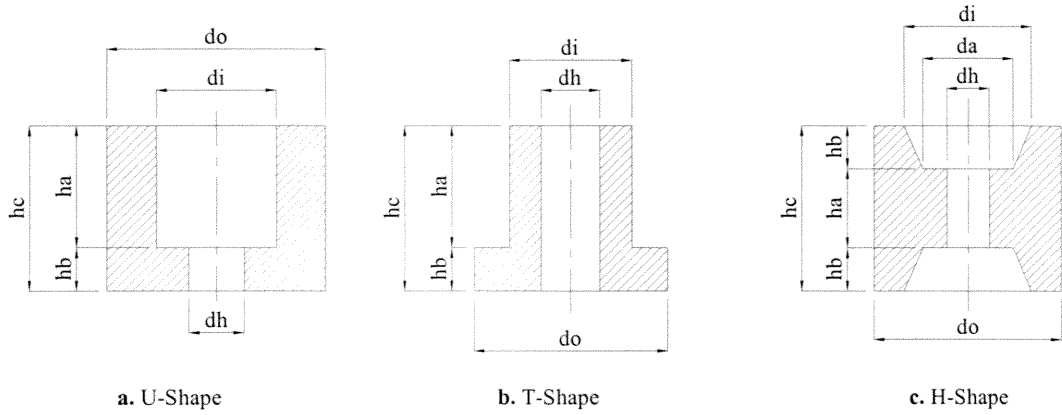 do
di
hc
ha
hb
dh
a. U-Shape
di
dh
hc
ha
hb
do
b. T-Shape
di
da
dh
hb
hc
ha
hb
do
c. H-Shape